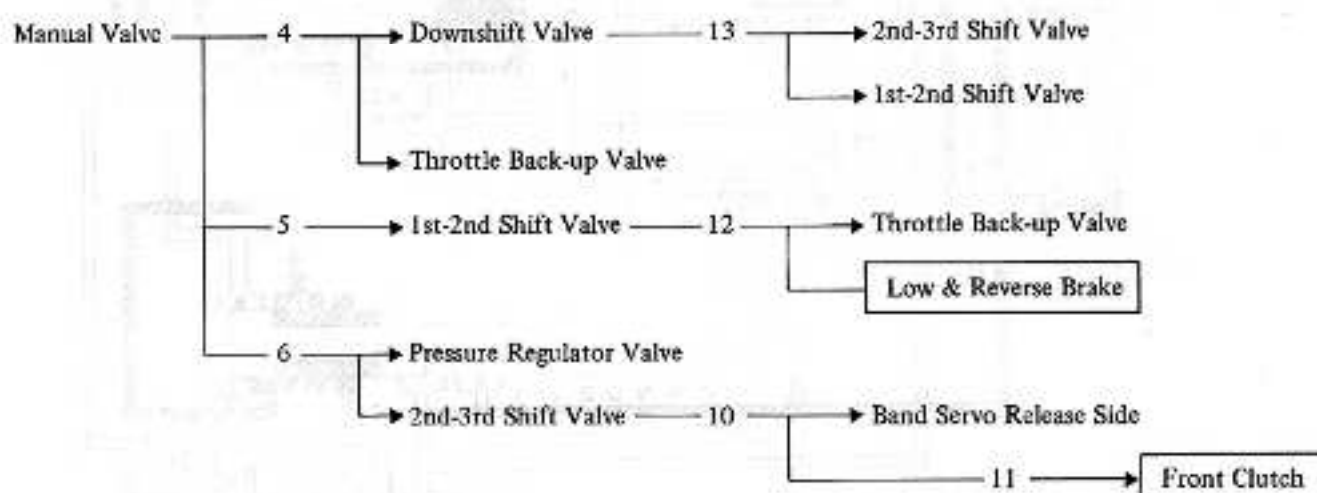 Manual Valve 4 Downshift Valve 13 2nd-3rd Shift Valve
1st-2nd Shift Valve
Throttle Back-up Valve
5 1st-2nd Shift Valve 12 Throttle Back-up Valve
Low & Reverse Brake
6 Pressure Regulator Valve
2nd-3rd Shift Valve 10 Band Servo Release Side
11 Front Clutch